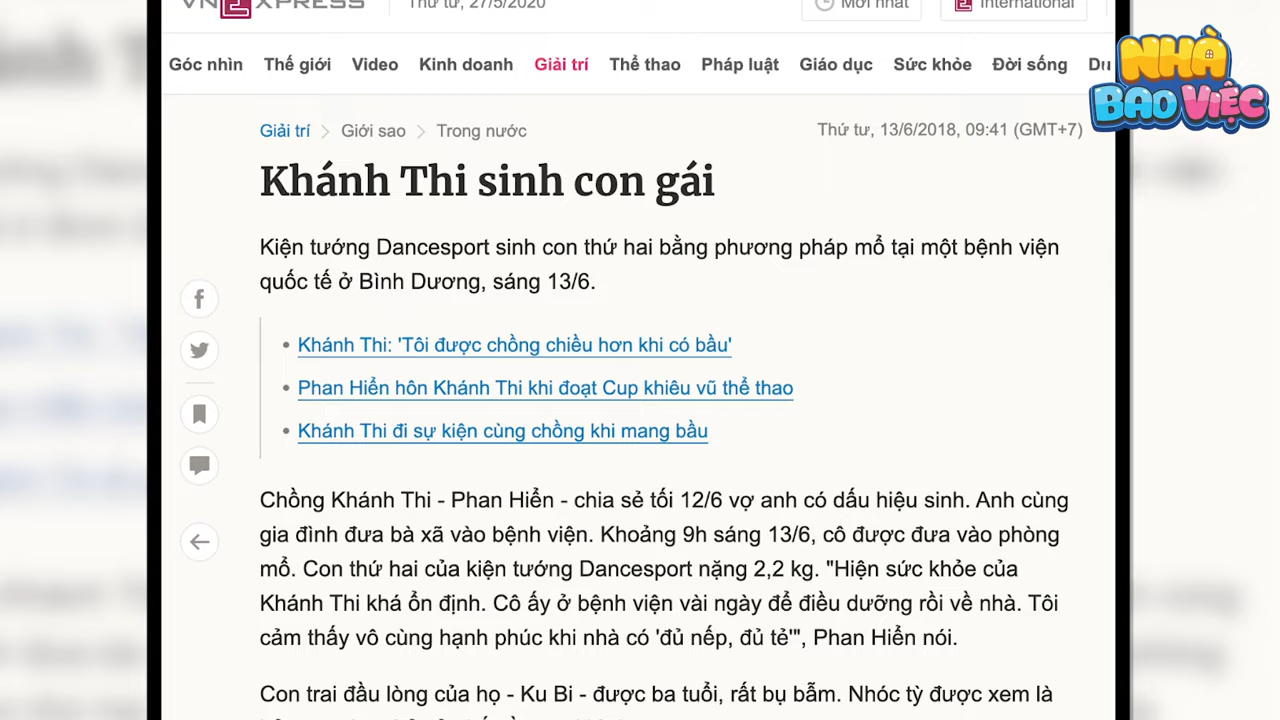 VNEXPRESS
Thứ tư, 27/5/2020
Mới nhất
International
Góc nhìn Thế giới Video Kinh doanh Giải trí Thể thao Pháp luật Giáo dục Sức khỏe Đời sống Du
NHÀ
BAO VIỆC
Giải trí > Giới sao > Trong nước
Thứ tư, 13/6/2018, 09:41 (GMT+7)
Khánh Thi sinh con gái
Kiện tướng Dancesport sinh con thứ hai bằng phương pháp mổ tại một bệnh viện
quốc tế ở Bình Dương, sáng 13/6.
• Khánh Thi: 'Tôi được chồng chiều hơn khi có bầu'
• Phan Hiển hôn Khánh Thi khi đoạt Cup khiêu vũ thể thao
• Khánh Thi đi sự kiện cùng chồng khi mang bầu
Chồng Khánh Thi - Phan Hiển - chia sẻ tối 12/6 vợ anh có dấu hiệu sinh. Anh cùng
gia đình đưa bà xã vào bệnh viện. Khoảng 9h sáng 13/6, cô được đưa vào phòng
mổ. Con thứ hai của kiện tướng Dancesport nặng 2,2 kg. "Hiện sức khỏe của
Khánh Thi khá ổn định. Cô ấy ở bệnh viện vài ngày để điều dưỡng rồi về nhà. Tôi
cảm thấy vô cùng hạnh phúc khi nhà có 'đủ nếp, đủ tẻ'", Phan Hiển nói.
Con trai đầu lòng của họ - Ku Bi - được ba tuổi, rất bụ bẫm. Nhóc tỳ được xem là